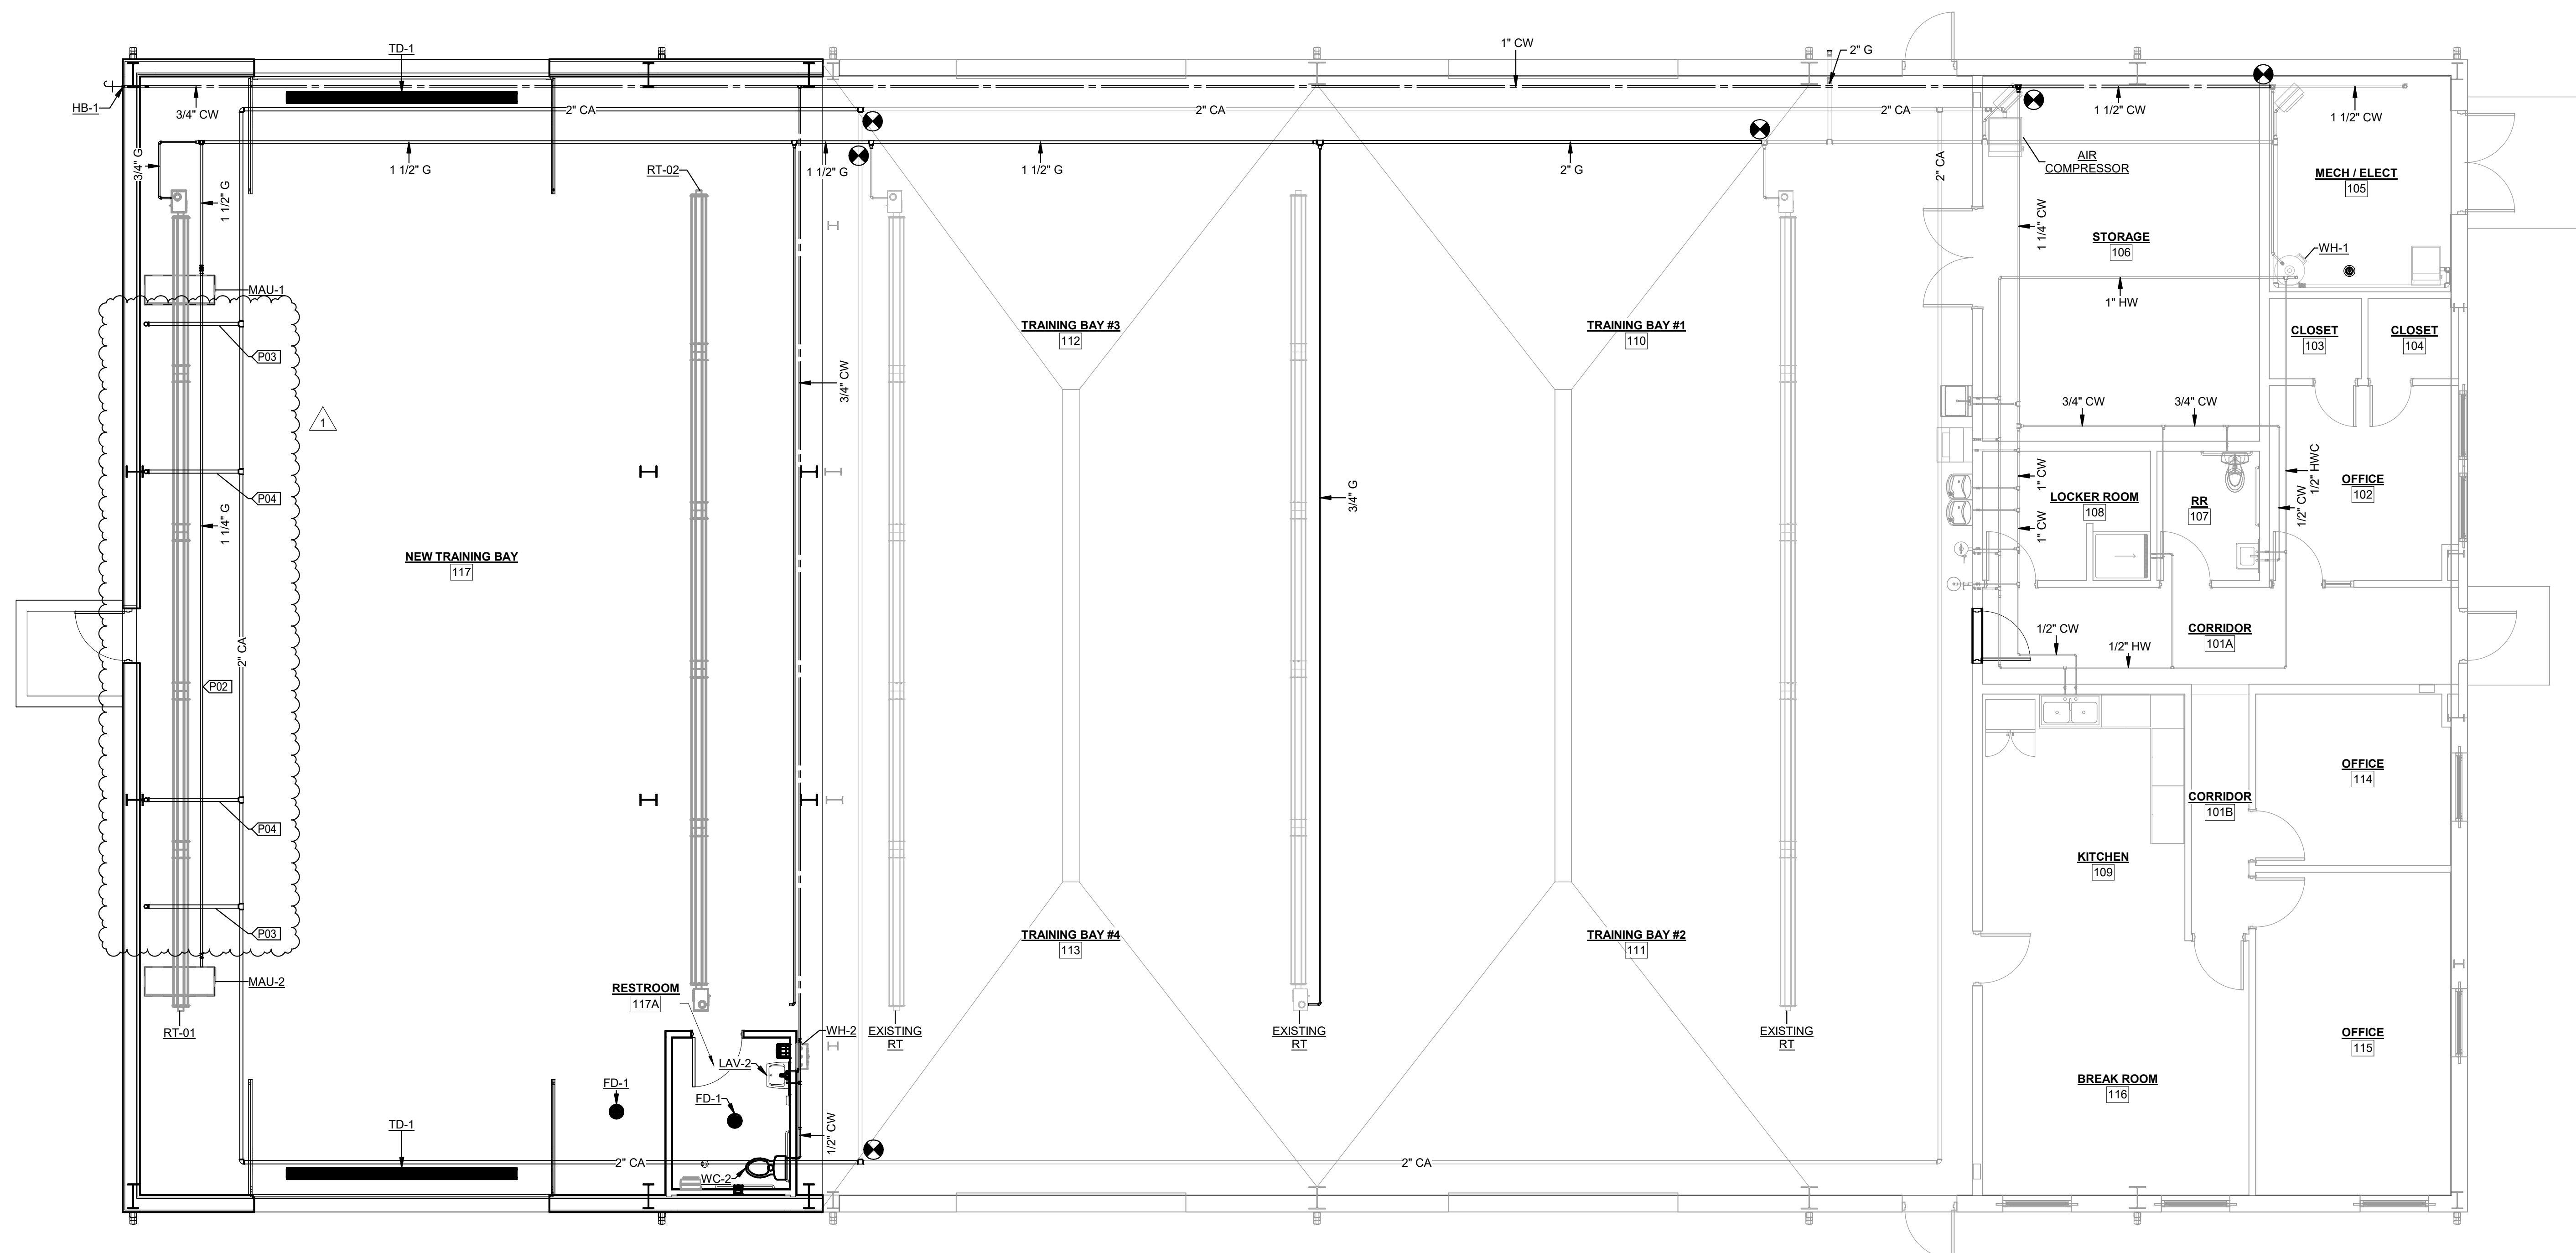 TD-1
1" CW
2" G
HB-1
3/4" CW
2" CA
2" CA
2" CA
1 1/2" CW
1 1/2" CW
3/4" G
1 1/2" G
RT-02
1 1/2" G
1 1/2" G
2" G
2" CA
AIR
COMPRESSOR
MECH / ELECT
105
1 1/2" G
1 1/4" CW
STORAGE
106
WH-1
MAU-1
1" HW
P03
TRAINING BAY #3
112
TRAINING BAY #1
110
CLOSET
103
CLOSET
104
3/4" CW
1
3/4" CW
3/4" CW
P04
1 1/4" G
3/4" G
1" CW
LOCKER ROOM
108
RR
107
1/2" HWC
1/2" CW
OFFICE
102
1" CW
NEW TRAINING BAY
117
2" CA
1/2" CW
1/2" HW
CORRIDOR
101A
P02
OFFICE
114
CORRIDOR
101B
P04
KITCHEN
109
P03
TRAINING BAY #4
113
TRAINING BAY #2
111
MAU-2
RESTROOM
117A
RT-01
WH-2
EXISTING
RT
EXISTING
RT
EXISTING
RT
OFFICE
115
LAV-2
FD-1
FD-1
BREAK ROOM
116
TD-1
1/2" CW
2" CA
WC-2
2" CA